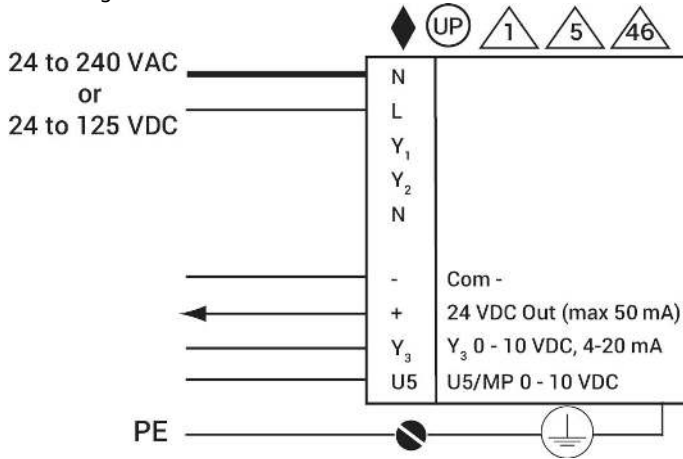 UP 1 5 46
24 to 240 VAC
or
24 to 125 VDC
N
L
Y₁
Y₂
N
- Com -
+ 24 VDC Out (max 50 mA)
Y₃ Y₃ 0 - 10 VDC, 4-20 mA
U5 U5/MP 0 - 10 VDC
PE